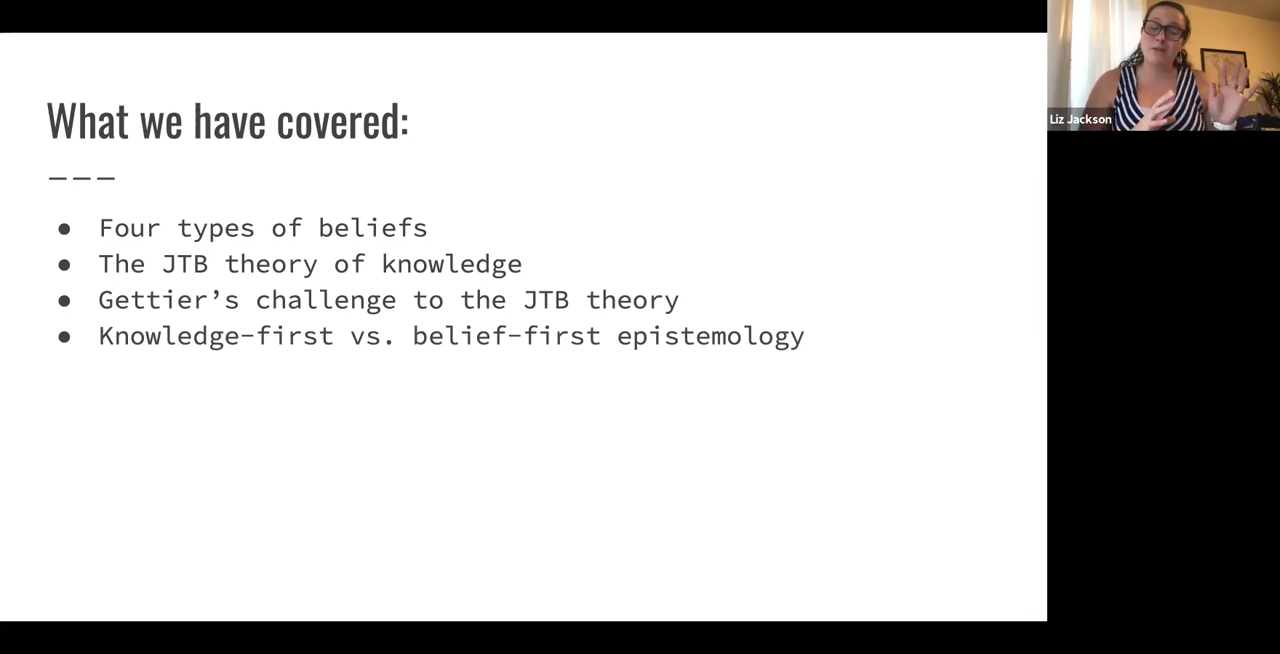 What we have covered:
———
● Four types of beliefs
● The JTB theory of knowledge
● Gettier’s challenge to the JTB theory
● Knowledge-first vs. belief-first epistemology
Liz Jackson